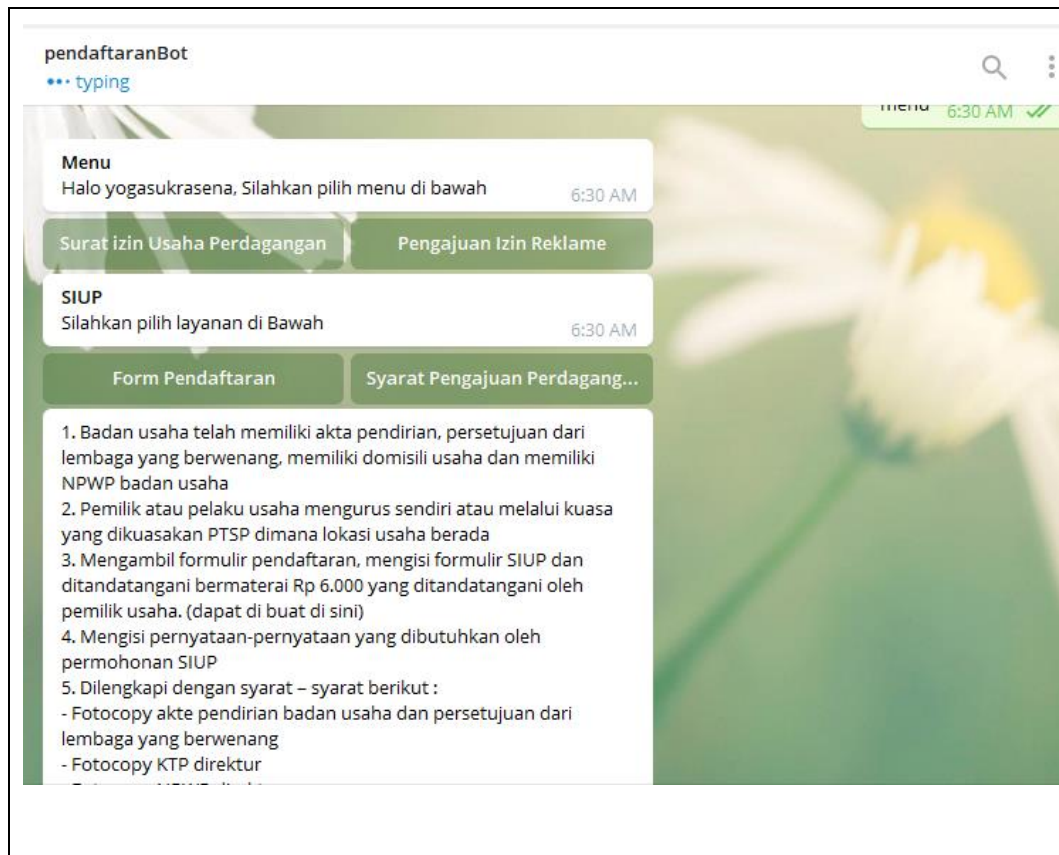 pendaftaranBot
typing
menu 6:30 AM
Menu
Halo yogasukrasena, Silahkan pilih menu di bawah 6:30 AM
Surat izin Usaha Perdagangan Pengajuan Izin Reklame
SIUP
Silahkan pilih layanan di Bawah 6:30 AM
Form Pendaftaran Syarat Pengajuan Perdagang...
1. Badan usaha telah memiliki akta pendirian, persetujuan dari
lembaga yang berwenang, memiliki domisili usaha dan memiliki
NPWP badan usaha
2. Pemilik atau pelaku usaha mengurus sendiri atau melalui kuasa
yang dikuasakan PTSP dimana lokasi usaha berada
3. Mengambil formulir pendaftaran, mengisi formulir SIUP dan
ditandatangani bermaterai Rp 6.000 yang ditandatangani oleh
pemilik usaha. (dapat di buat di sini)
4. Mengisi pernyataan-pernyataan yang dibutuhkan oleh
permohonan SIUP
5. Dilengkapi dengan syarat – syarat berikut :
- Fotocopy akte pendirian badan usaha dan persetujuan dari
lembaga yang berwenang
- Fotocopy KTP direktur